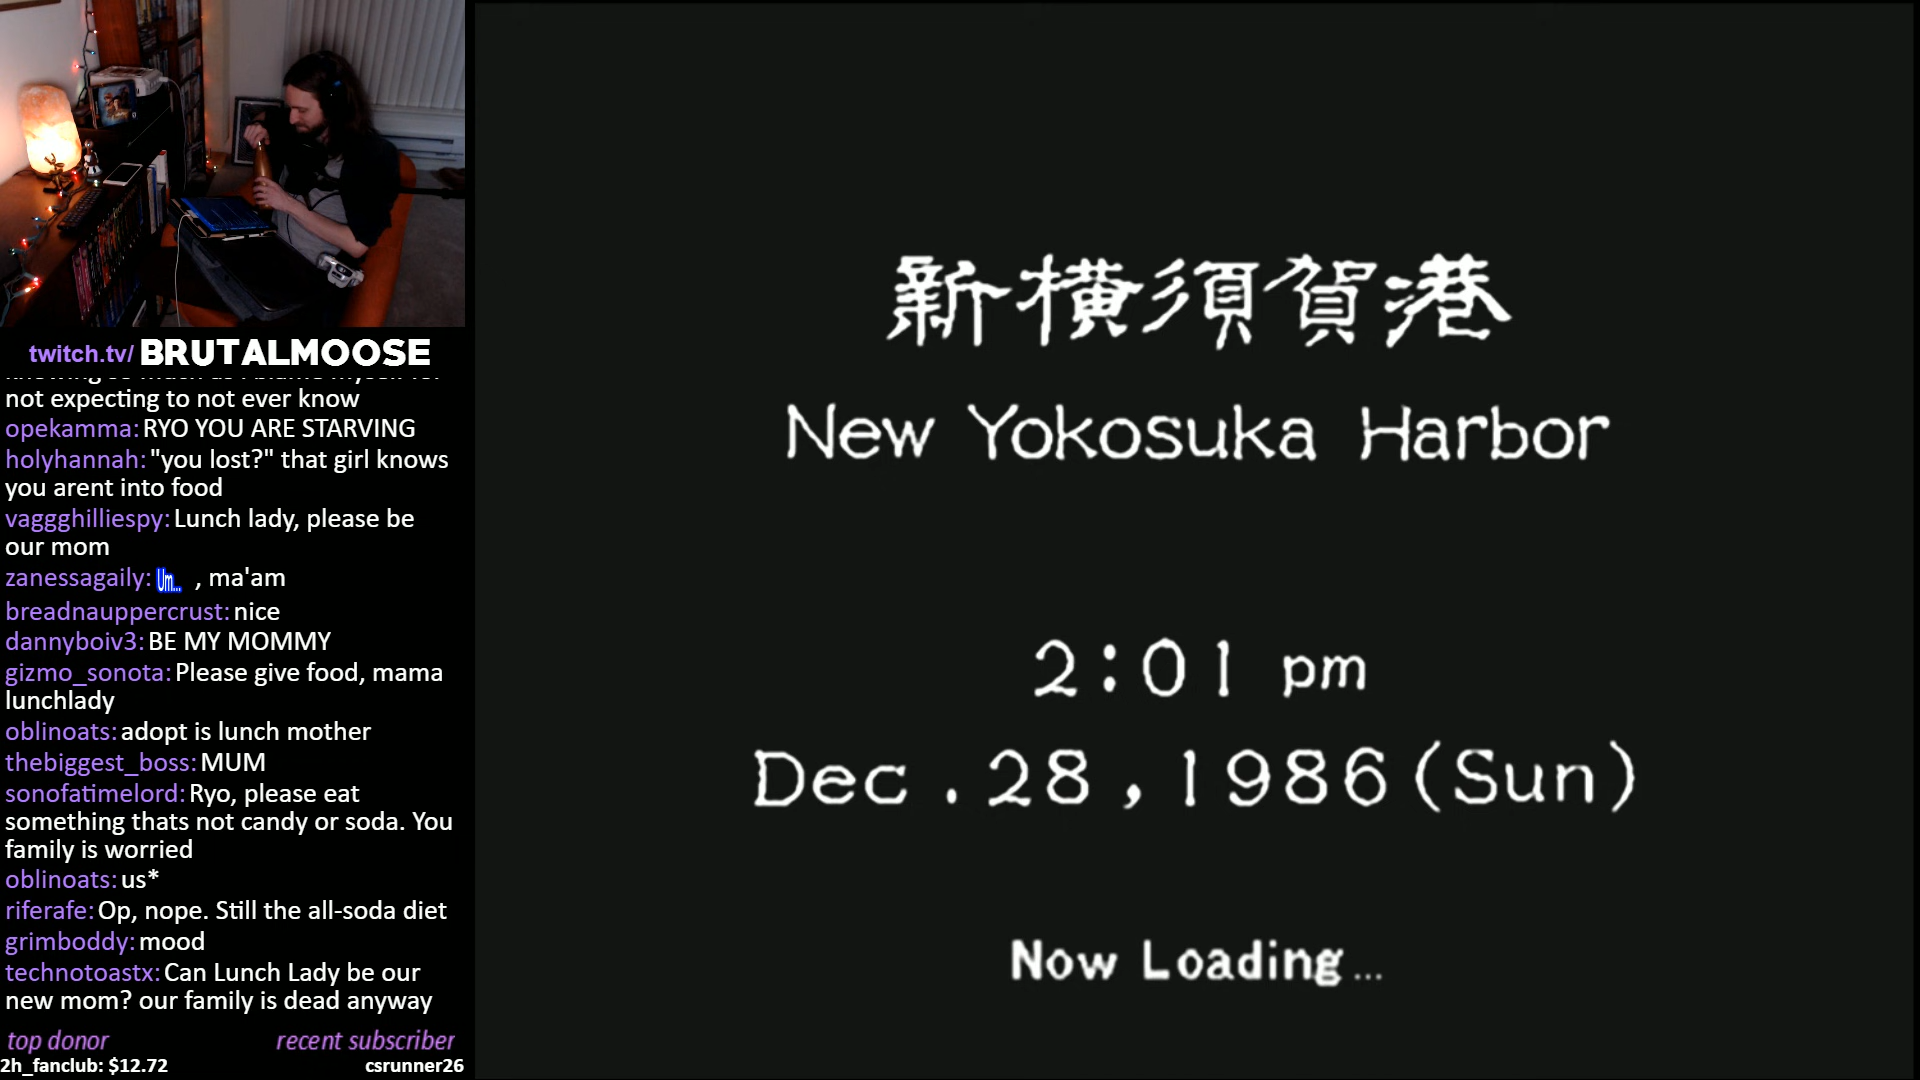 twitch.tv/ BRUTALMOOSE
not expecting to not ever know
opekamma: RYO YOU ARE STARVING
holyhannah: "you lost?" that girl knows
you arent into food
vaggghilliespy: Lunch lady, please be
our mom
zanessagaily: Um... , ma'am
breadnauppercrust: nice
dannyboiv3: BE MY MOMMY
gizmo_sonota: Please give food, mama
lunchlady
oblinoats: adopt is lunch mother
thebiggest_boss: MUM
sonofatimelord: Ryo, please eat
something thats not candy or soda. You
family is worried
oblinoats: us*
riferafe: Op, nope. Still the all-soda diet
grimboddy: mood
technotoastx: Can Lunch Lady be our
new mom? our family is dead anyway
top donor recent subscriber
2h_fanclub: $12.72 csrunner26
新横須賀港
New Yokosuka Harbor
2:01 pm
Dec.28,1986(Sun)
Now Loading...